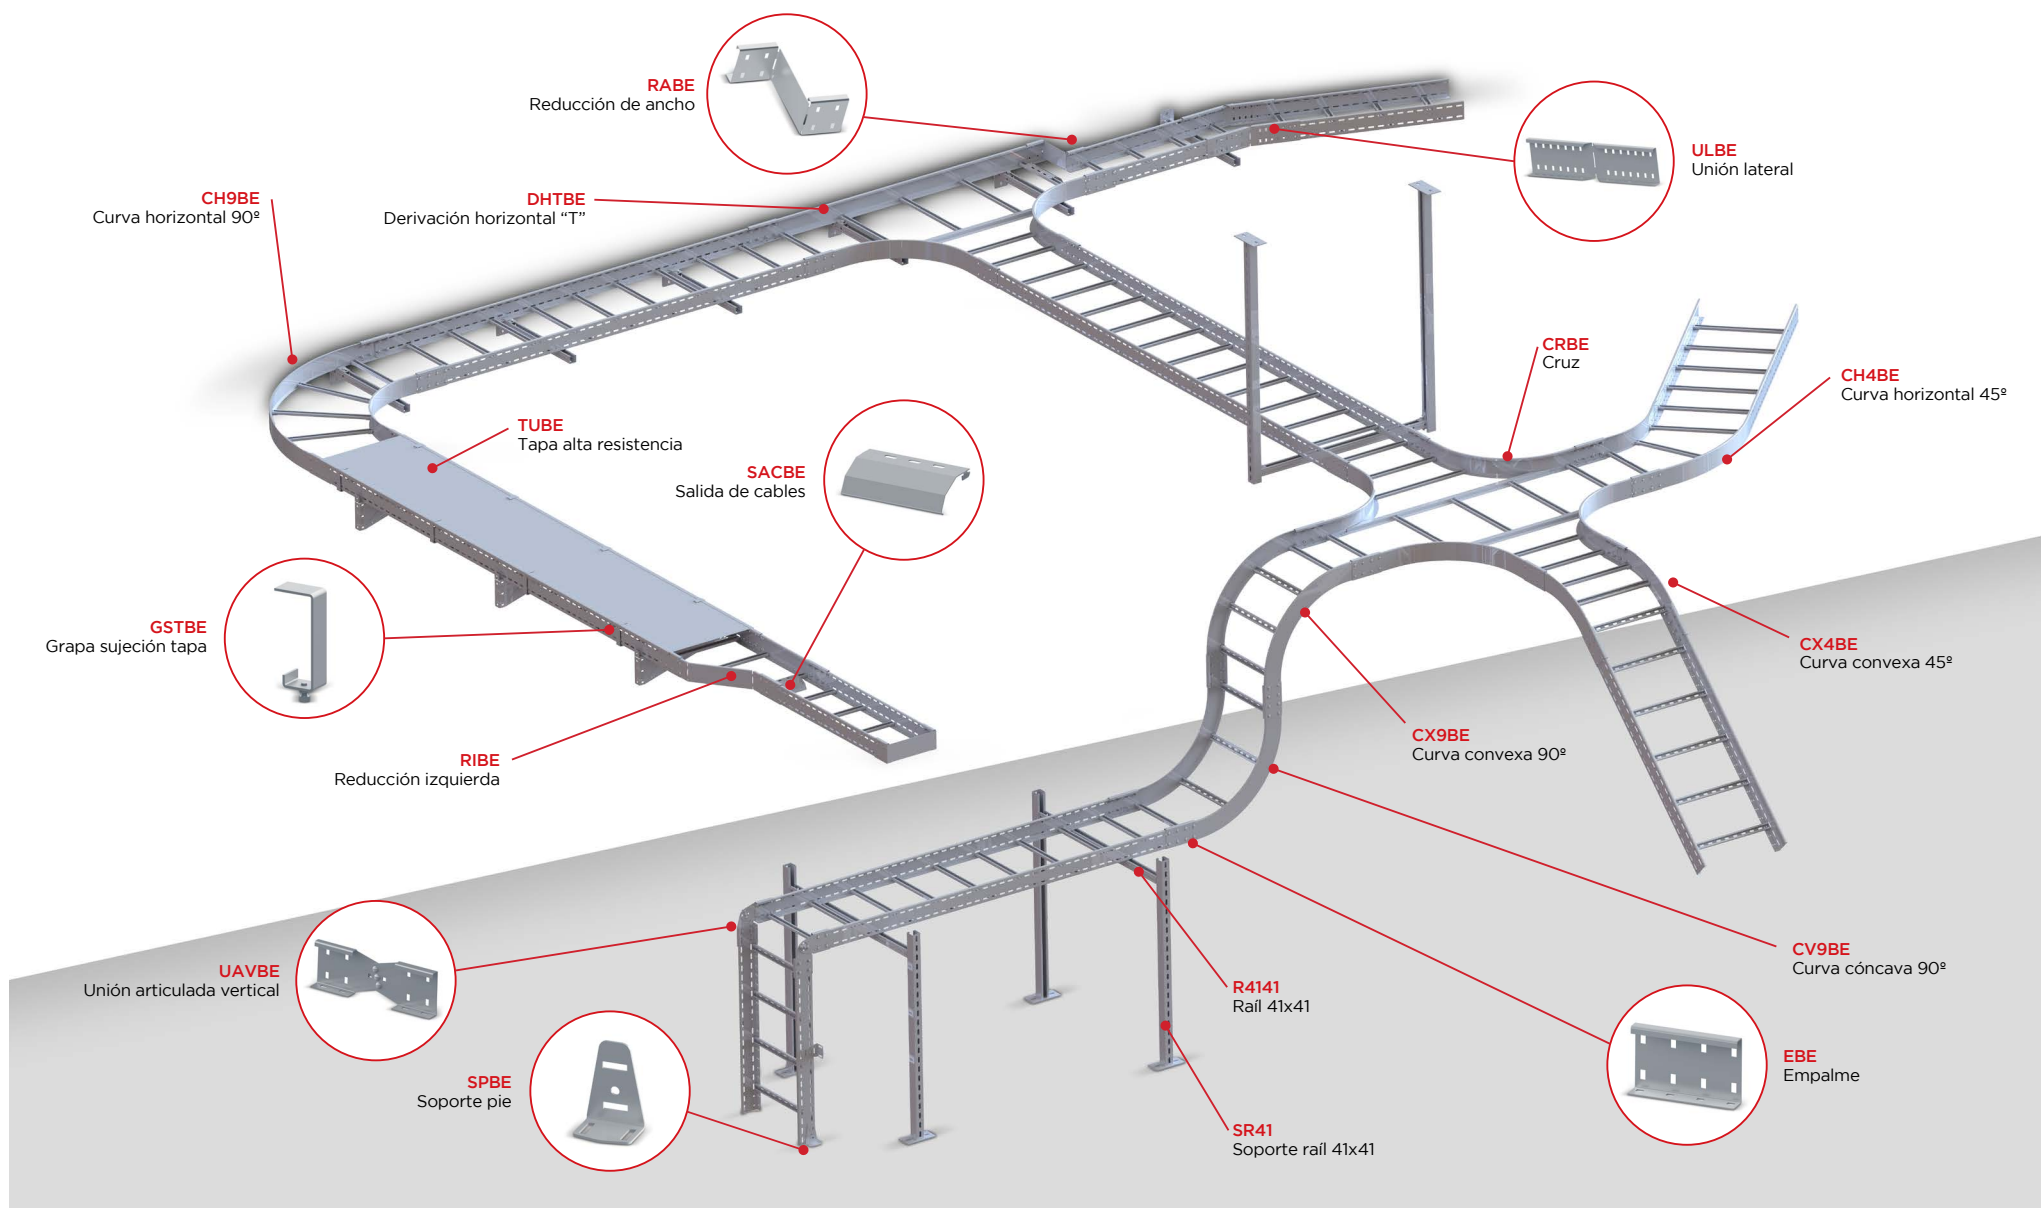 RABE
Reducción de ancho
ULBE
Unión lateral
CH9BE
Curva horizontal 90º
DHTBE
Derivación horizontal “T”
CRBE
Cruz
CH4BE
Curva horizontal 45º
TUBE
Tapa alta resistencia
SACBE
Salida de cables
GSTBE
Grapa sujeción tapa
CX4BE
Curva convexa 45º
CX9BE
Curva convexa 90º
RIBE
Reducción izquierda
CV9BE
Curva cóncava 90º
UAVBE
Unión articulada vertical
R4141
Raíl 41x41
EBE
Empalme
SPBE
Soporte pie
SR41
Soporte raíl 41x41